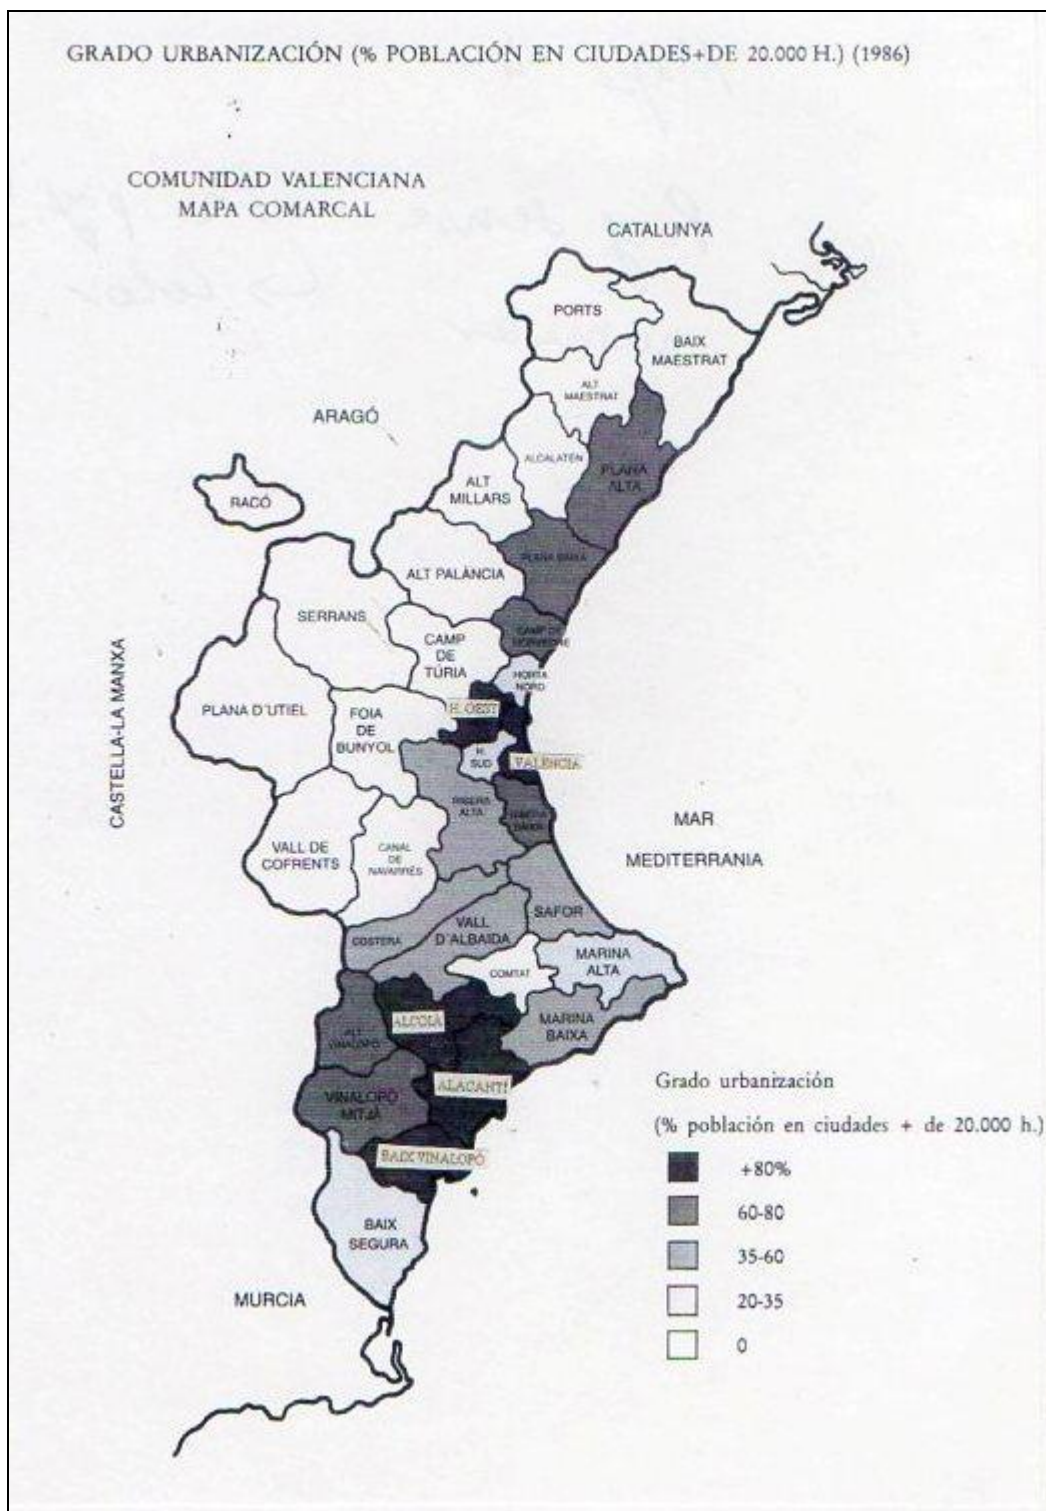 GRADO URBANIZACIÓN (% POBLACIÓN EN CIUDADES+DE 20.000 H.) (1986)
COMUNIDAD VALENCIANA
MAPA COMARCAL
CATALUNYA
PORTS
BAIX
MAESTRAT
ALT
MAESTRAT
ARAGÓ
ALCALATÉN
PLANA
ALTA
ALT
MILLARS
RACÓ
PLANA BAIXA
ALT PALÀNCIA
SERRANS
CAMP DE
MORVEDRE
CAMP
DE
TÚRIA
HORTA
NORD
CASTELLA-LA MANXA
PLANA D'UTIEL
FOIA
DE
BUNYOL
H. OEST
H.
SUD
VALENCIA
RIBERA
ALTA
RIBERA
BAIXA
MAR
MEDITERRANIA
VALL DE
COFRENTS
CANAL
DE
NAVARRÉS
SAFOR
COSTERA
VALL
D'ALBAIDA
MARINA
ALTA
COMTAT
ALCOIA
MARINA
BAIXA
ALT
VINALOPÓ
ALACANTÍ
VINALOPÓ
MITJÀ
BAIX VINALOPÓ
BAIX
SEGURA
MURCIA
Grado urbanización
(% población en ciudades + de 20.000 h.)
+80%
60-80
35-60
20-35
0